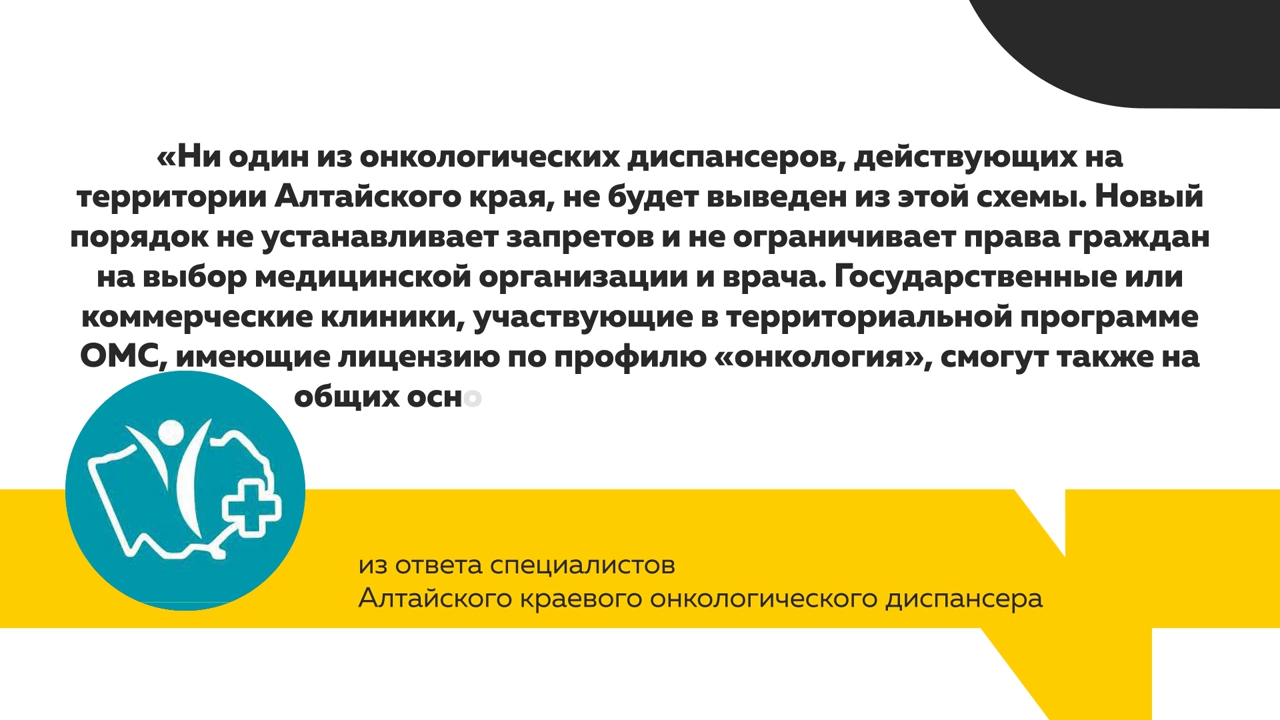 «Ни один из онкологических диспансеров, действующих на
территории Алтайского края, не будет выведен из этой схемы. Новый
порядок не устанавливает запретов и не ограничивает права граждан
на выбор медицинской организации и врача. Государственные или
коммерческие клиники, участвующие в территориальной программе
ОМС, имеющие лицензию по профилю «онкология», смогут также на
общих осно
из ответа специалистов
Алтайского краевого онкологического диспансера